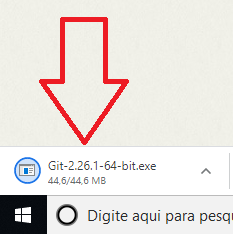 Git-2.26.1-64-bit.exe
44,6/44,6 MB
Digite aqui para pesqu